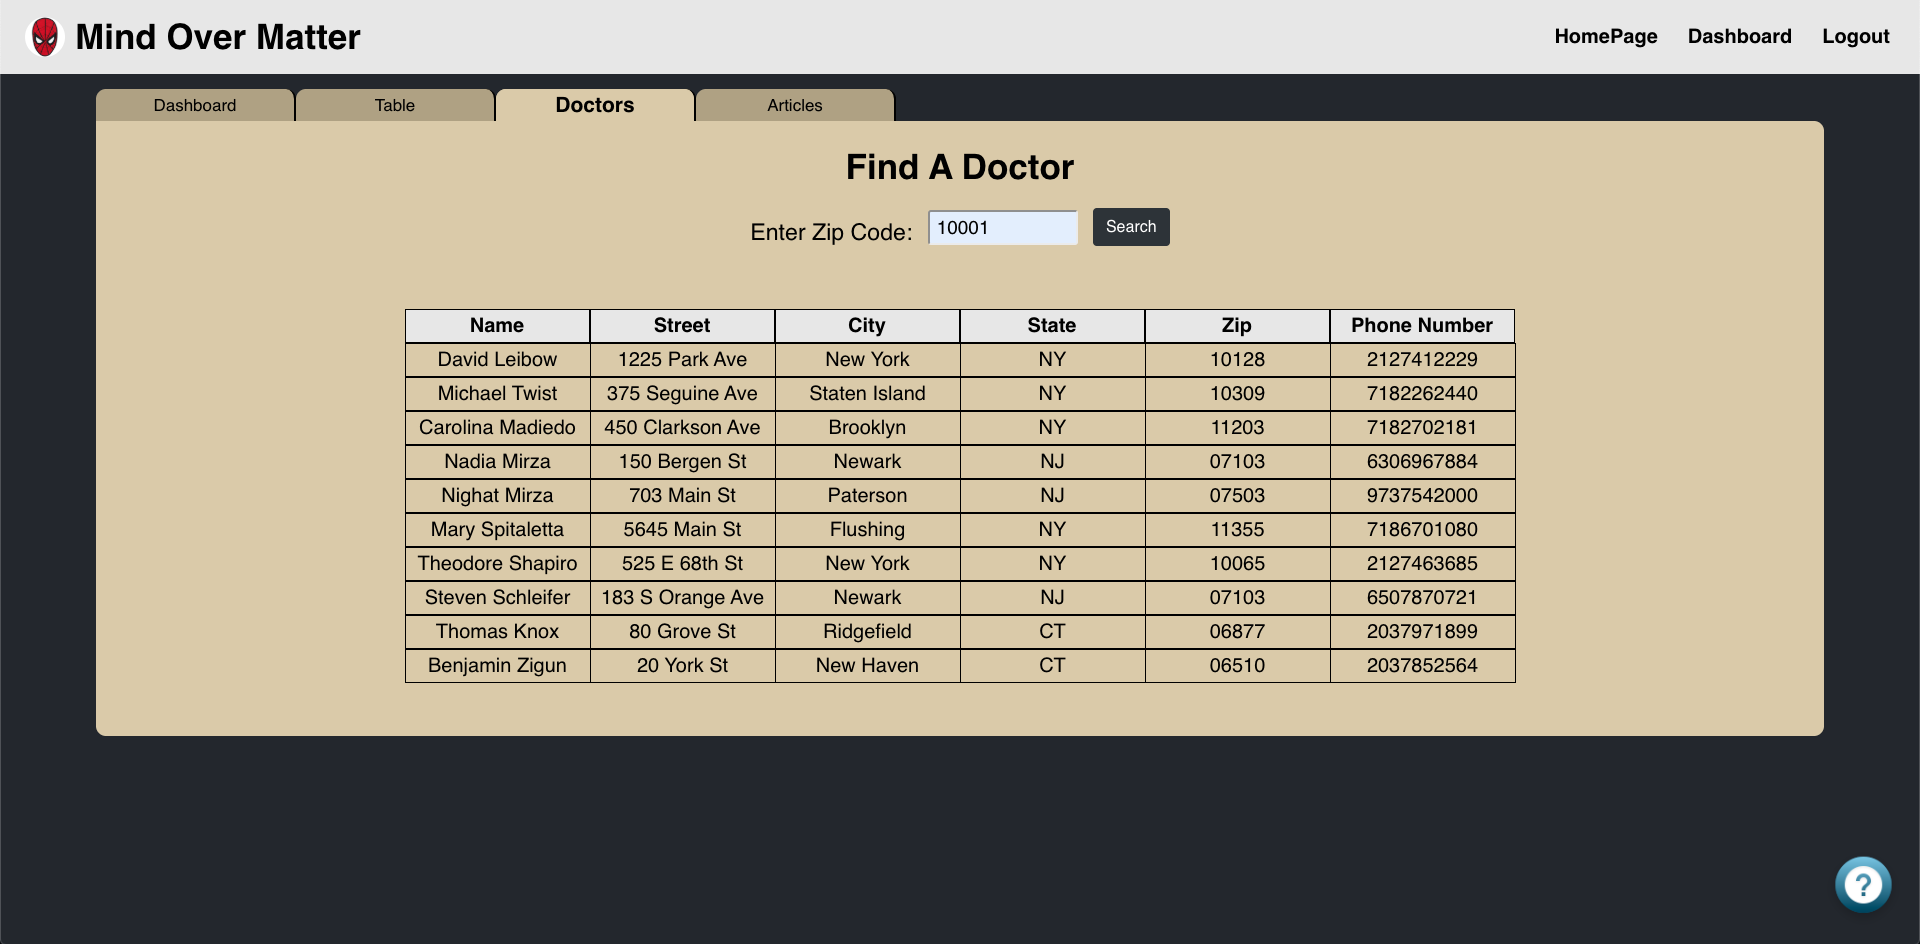 Mind Over Matter
HomePage Dashboard Logout
Dashboard Table Doctors Articles
Find A Doctor
Enter Zip Code: 10001 Search
Name Street City State Zip Phone Number
David Leibow 1225 Park Ave New York NY 10128 2127412229
Michael Twist 375 Seguine Ave Staten Island NY 10309 7182262440
Carolina Madiedo 450 Clarkson Ave Brooklyn NY 11203 7182702181
Nadia Mirza 150 Bergen St Newark NJ 07103 6306967884
Nighat Mirza 703 Main St Paterson NJ 07503 9737542000
Mary Spitaletta 5645 Main St Flushing NY 11355 7186701080
Theodore Shapiro 525 E 68th St New York NY 10065 2127463685
Steven Schleifer 183 S Orange Ave Newark NJ 07103 6507870721
Thomas Knox 80 Grove St Ridgefield CT 06877 2037971899
Benjamin Zigun 20 York St New Haven CT 06510 2037852564
?